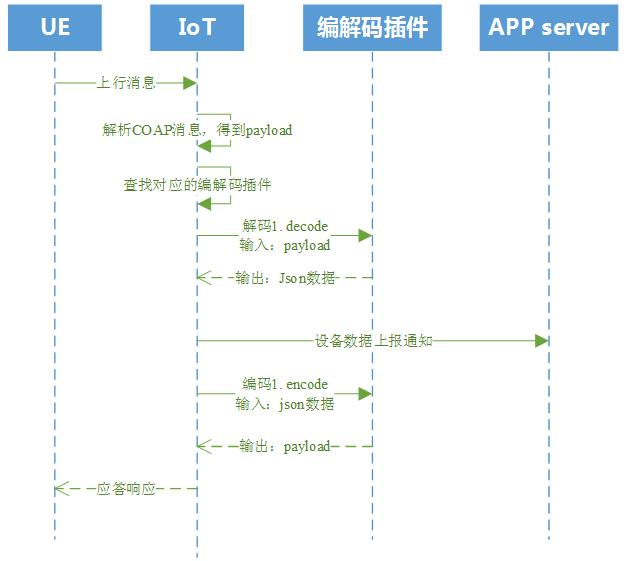 UE
IoT
编解码插件
APP server
上行消息
解析COAP消息，得到payload
查找对应的编解码插件
解码1. decode
输入：payload
输出：Json数据
设备数据上报通知
编码1. encode
输入：json数据
输出：payload
应答响应